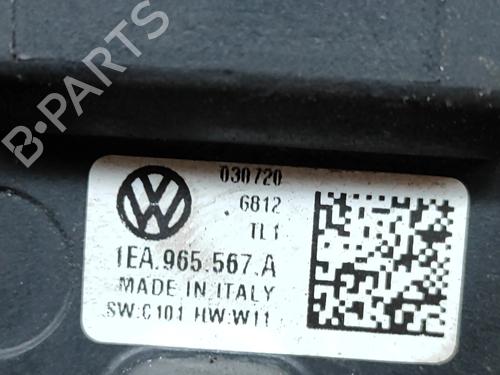 B-PARTS
030720
6812
TL1
1EA.965.567.A
MADE IN ITALY
SW:C101 HW:W11